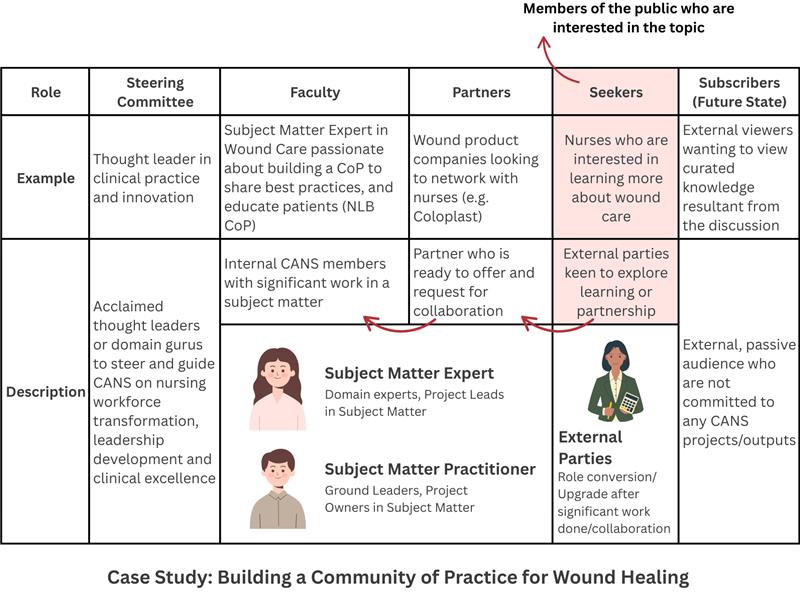 Members of the public who are
interested in the topic
Role
Steering
Committee
Faculty
Partners
Seekers
Subscribers
(Future State)
Example
Thought leader in
clinical practice
and innovation
Subject Matter Expert in
Wound Care passionate
about building a CoP to
share best practices, and
educate patients (NLB
CoP)
Wound product
companies looking
to network with
nurses (e.g.
Coloplast)
Nurses who are
interested in
learning more
about wound
care
External viewers
wanting to view
curated
knowledge
resultant from
the discussion
Description
Acclaimed
thought leaders
or domain gurus
to steer and guide
CANS on nursing
workforce
transformation,
leadership
development and
clinical excellence
Internal CANS members
with significant work in a
subject matter
Partner who is
ready to offer and
request for
collaboration
External parties
keen to explore
learning or
partnership
External, passive
audience who
are not
committed to
any CANS
projects/outputs
Subject Matter Expert
Domain experts, Project Leads
in Subject Matter
Subject Matter Practitioner
Ground Leaders, Project
Owners in Subject Matter
External
Parties
Role conversion/
Upgrade after
significant work
done/collaboration
Case Study: Building a Community of Practice for Wound Healing